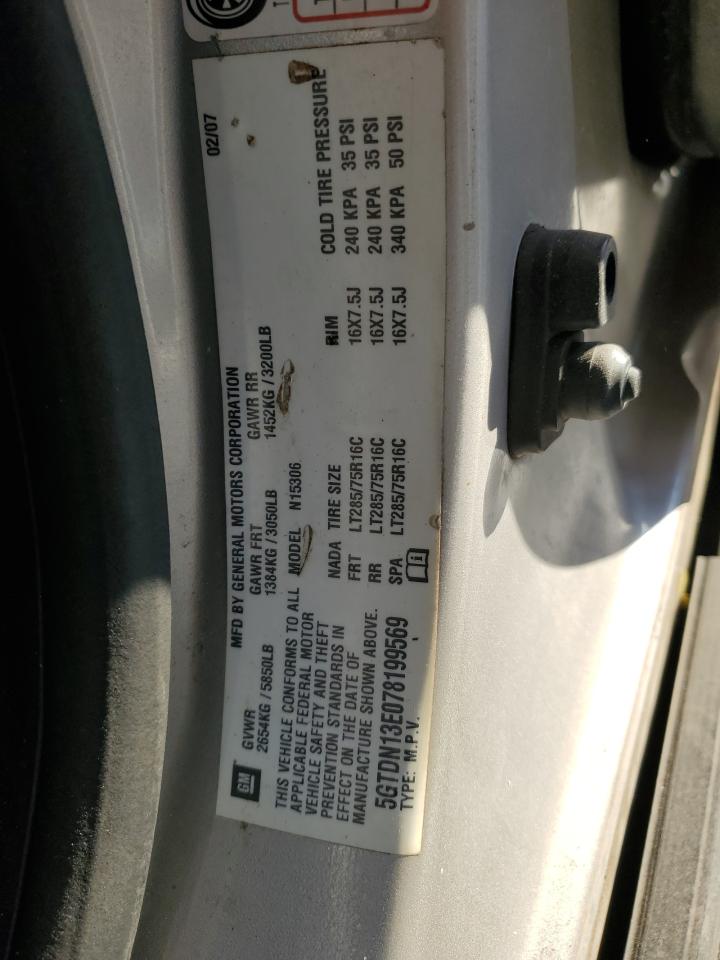 MFD BY GENERAL MOTORS CORPORATION
02/07
GM
GVWR
GAWR FRT
GAWR RR
2654KG / 5850LB
1384KG / 3050LB
1452KG / 3200LB
THIS VEHICLE CONFORMS TO ALL
APPLICABLE FEDERAL MOTOR
VEHICLE SAFETY AND THEFT
PREVENTION STANDARDS IN
EFFECT ON THE DATE OF
MANUFACTURE SHOWN ABOVE.
MODEL N15306
NADA TIRE SIZE RIM COLD TIRE PRESSURE
FRT LT285/75R16C 16X7.5J 240 KPA 35 PSI
RR LT285/75R16C 16X7.5J 240 KPA 35 PSI
SPA LT285/75R16C 16X7.5J 340 KPA 50 PSI
5GTDN13E078199569
TYPE: M.P.V.